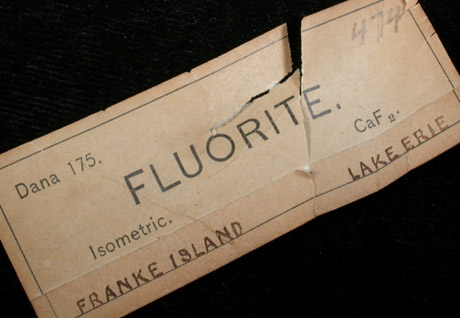 474
Dana 175.
FLUORITE.
CaF₂.
Isometric.
FRANKE ISLAND LAKE ERIE